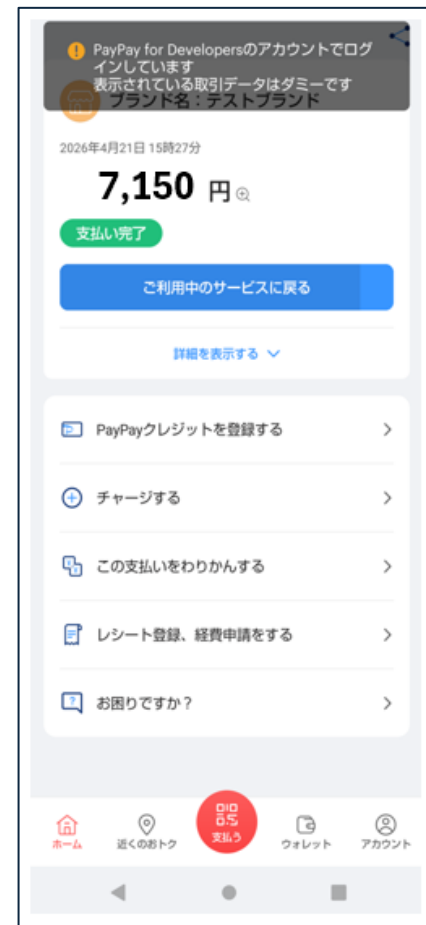 PayPay for Developersのアカウントでログ
インしています
表示されている取引データはダミーです
ブランド名：テストブランド
2026年4月21日 15時27分
7,150 円
支払い完了
ご利用中のサービスに戻る
詳細を表示する
PayPayクレジットを登録する
チャージする
この支払いをわりかんする
レシート登録、経費申請をする
お困りですか？
ホーム
近くのおトク
支払う
ウォレット
アカウント